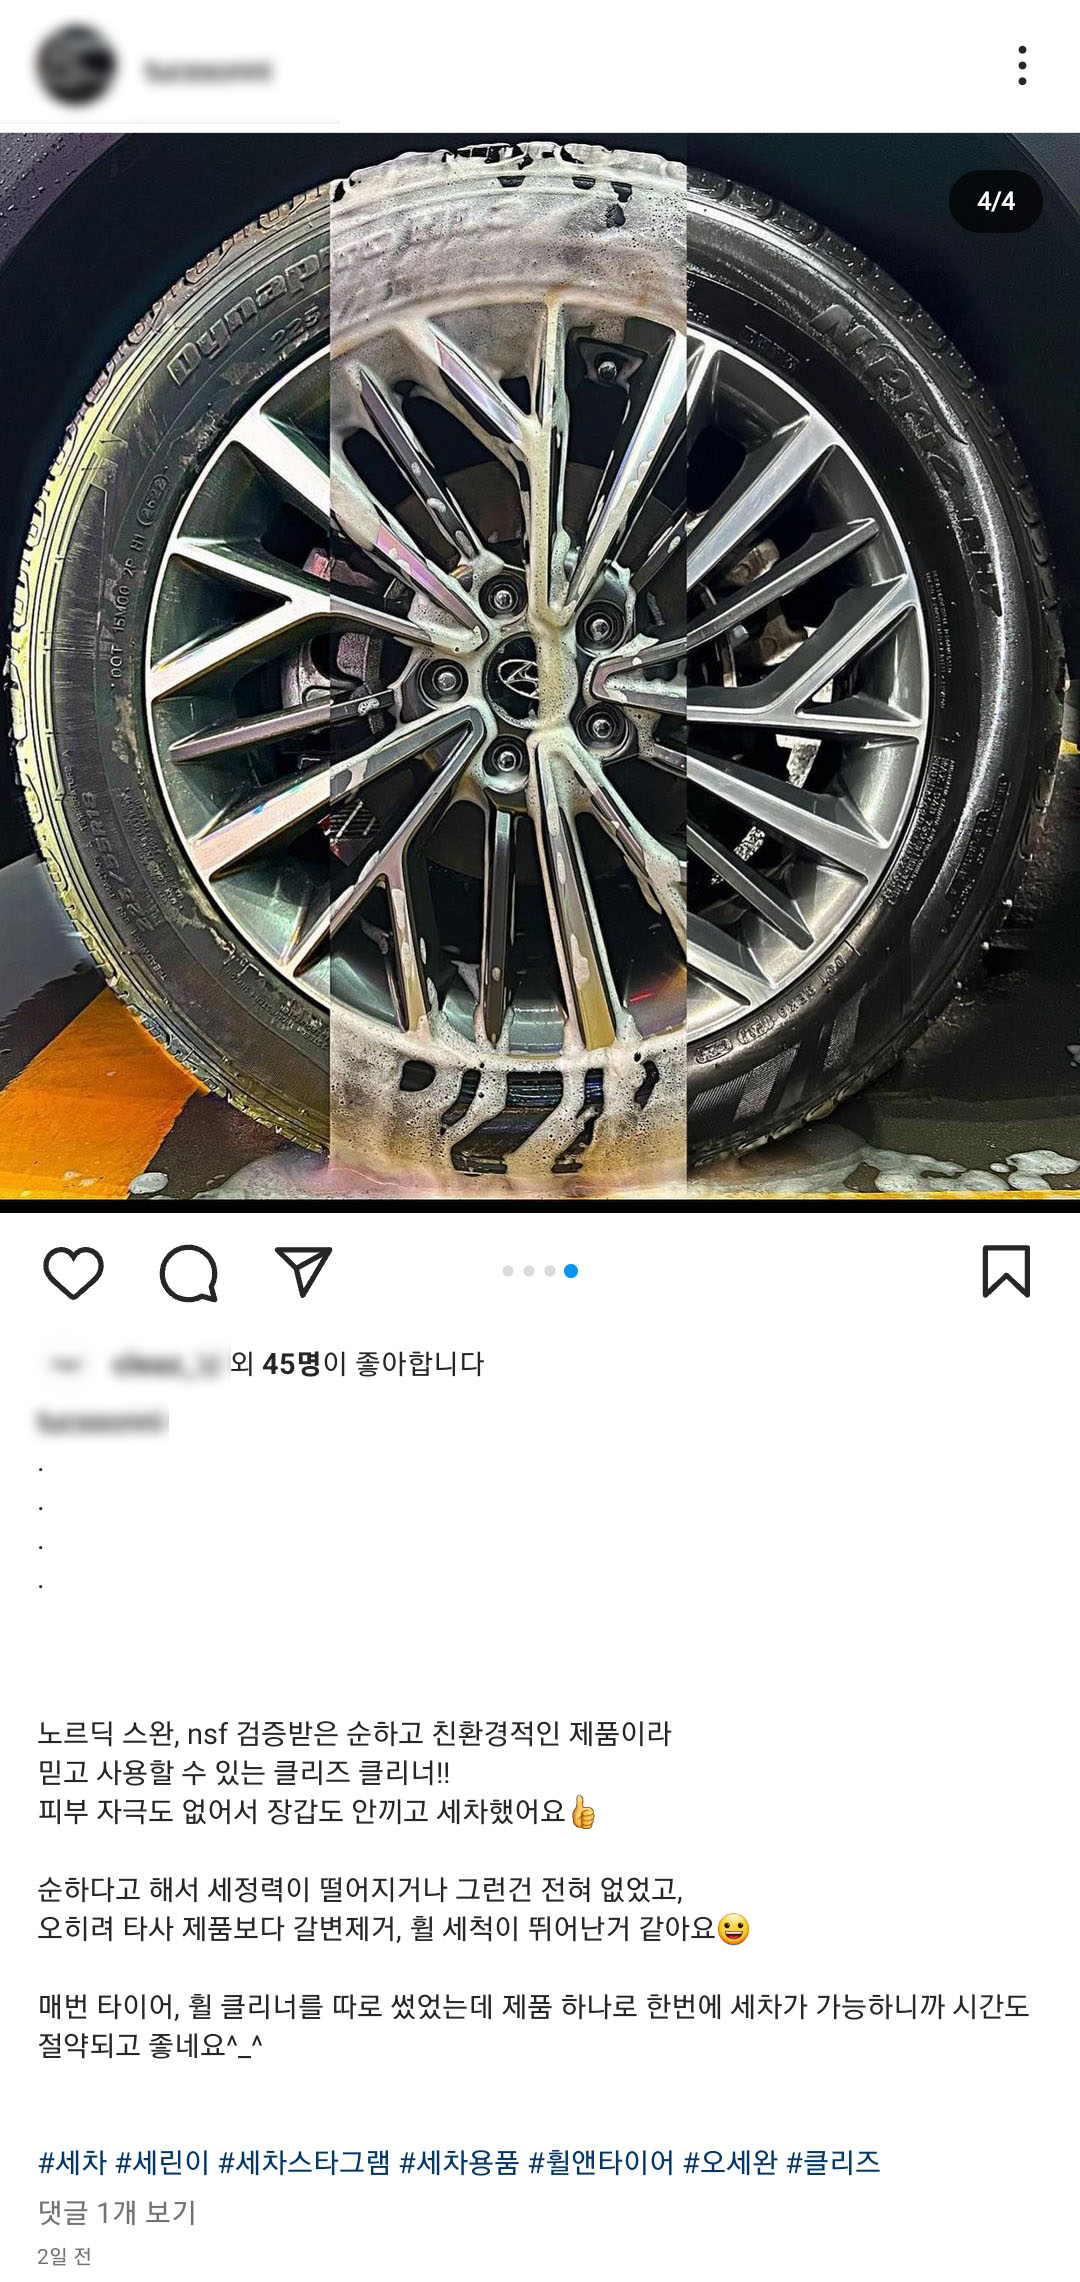 4/4
Dynapro HL3
225
DOT 15M00 2P H1 2622
외 45명이 좋아합니다
.
.
.
.
노르딕 스완, nsf 검증받은 순하고 친환경적인 제품이라
믿고 사용할 수 있는 클리즈 클리너!!
피부 자극도 없어서 장갑도 안끼고 세차했어요👍
순하다고 해서 세정력이 떨어지거나 그런건 전혀 없었고,
오히려 타사 제품보다 갈변제거, 휠 세척이 뛰어난거 같아요😀
매번 타이어, 휠 클리너를 따로 썼었는데 제품 하나로 한번에 세차가 가능하니까 시간도
절약되고 좋네요^_^
#세차 #세린이 #세차스타그램 #세차용품 #휠앤타이어 #오세완 #클리즈
댓글 1개 보기
2일 전